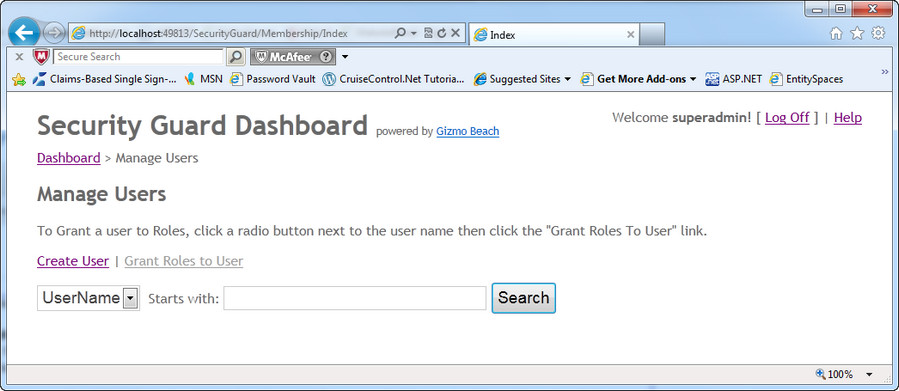 http://localhost:49813/SecurityGuard/Membership/Index
Index
x Secure Search McAfee ?
Claims-Based Single Sign-... MSN Password Vault CruiseControl.Net Tutoria... Suggested Sites Get More Add-ons ASP.NET EntitySpaces »
Security Guard Dashboard powered by Gizmo Beach
Welcome superadmin! [ Log Off ] | Help
Dashboard > Manage Users
Manage Users
To Grant a user to Roles, click a radio button next to the user name then click the "Grant Roles To User" link.
Create User | Grant Roles to User
UserName Starts with: Search
100%